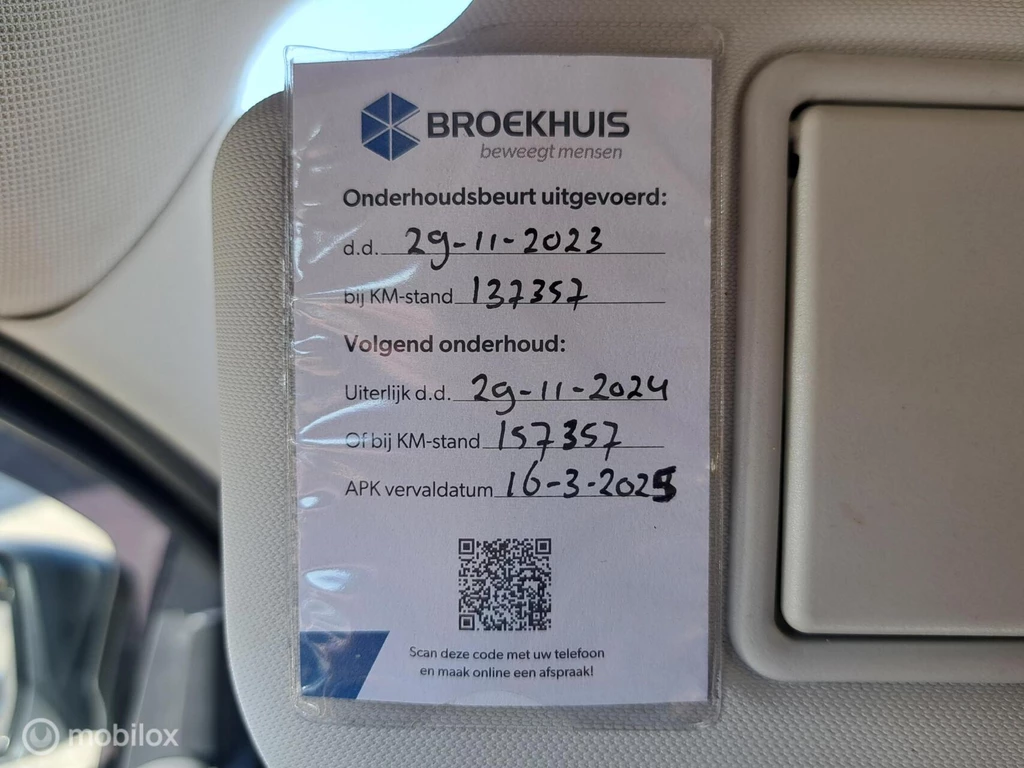 BROEKHUIS
beweegt mensen
Onderhoudsbeurt uitgevoerd:
d.d. 29-11-2023
bij KM-stand 137357
Volgend onderhoud:
Uiterlijk d.d. 29-11-2024
Of bij KM-stand 157357
APK vervaldatum 16-3-2025
Scan deze code met uw telefoon
en maak online een afspraak!
mobilox